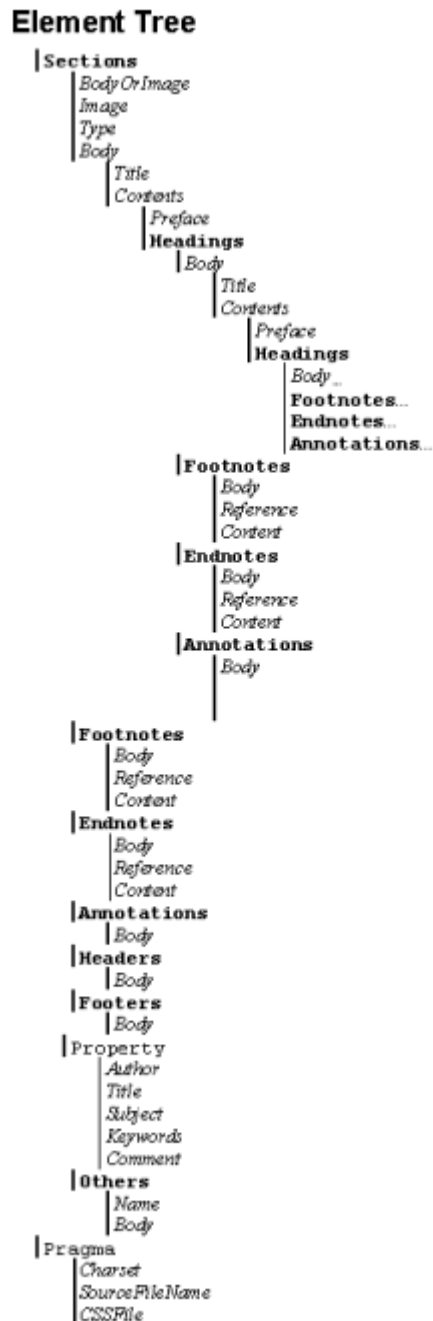 Element Tree
Sections
BodyOrImage
Image
Type
Body
Title
Contents
Preface
Headings
Body
Title
Contents
Preface
Headings
Body...
Footnotes...
Endnotes...
Annotations...
Footnotes
Body
Reference
Content
Endnotes
Body
Reference
Content
Annotations
Body
Footnotes
Body
Reference
Content
Endnotes
Body
Reference
Content
Annotations
Body
Headers
Body
Footers
Body
Property
Author
Title
Subject
Keywords
Comment
Others
Name
Body
Pragma
Charset
SourceFileName
CSSFile